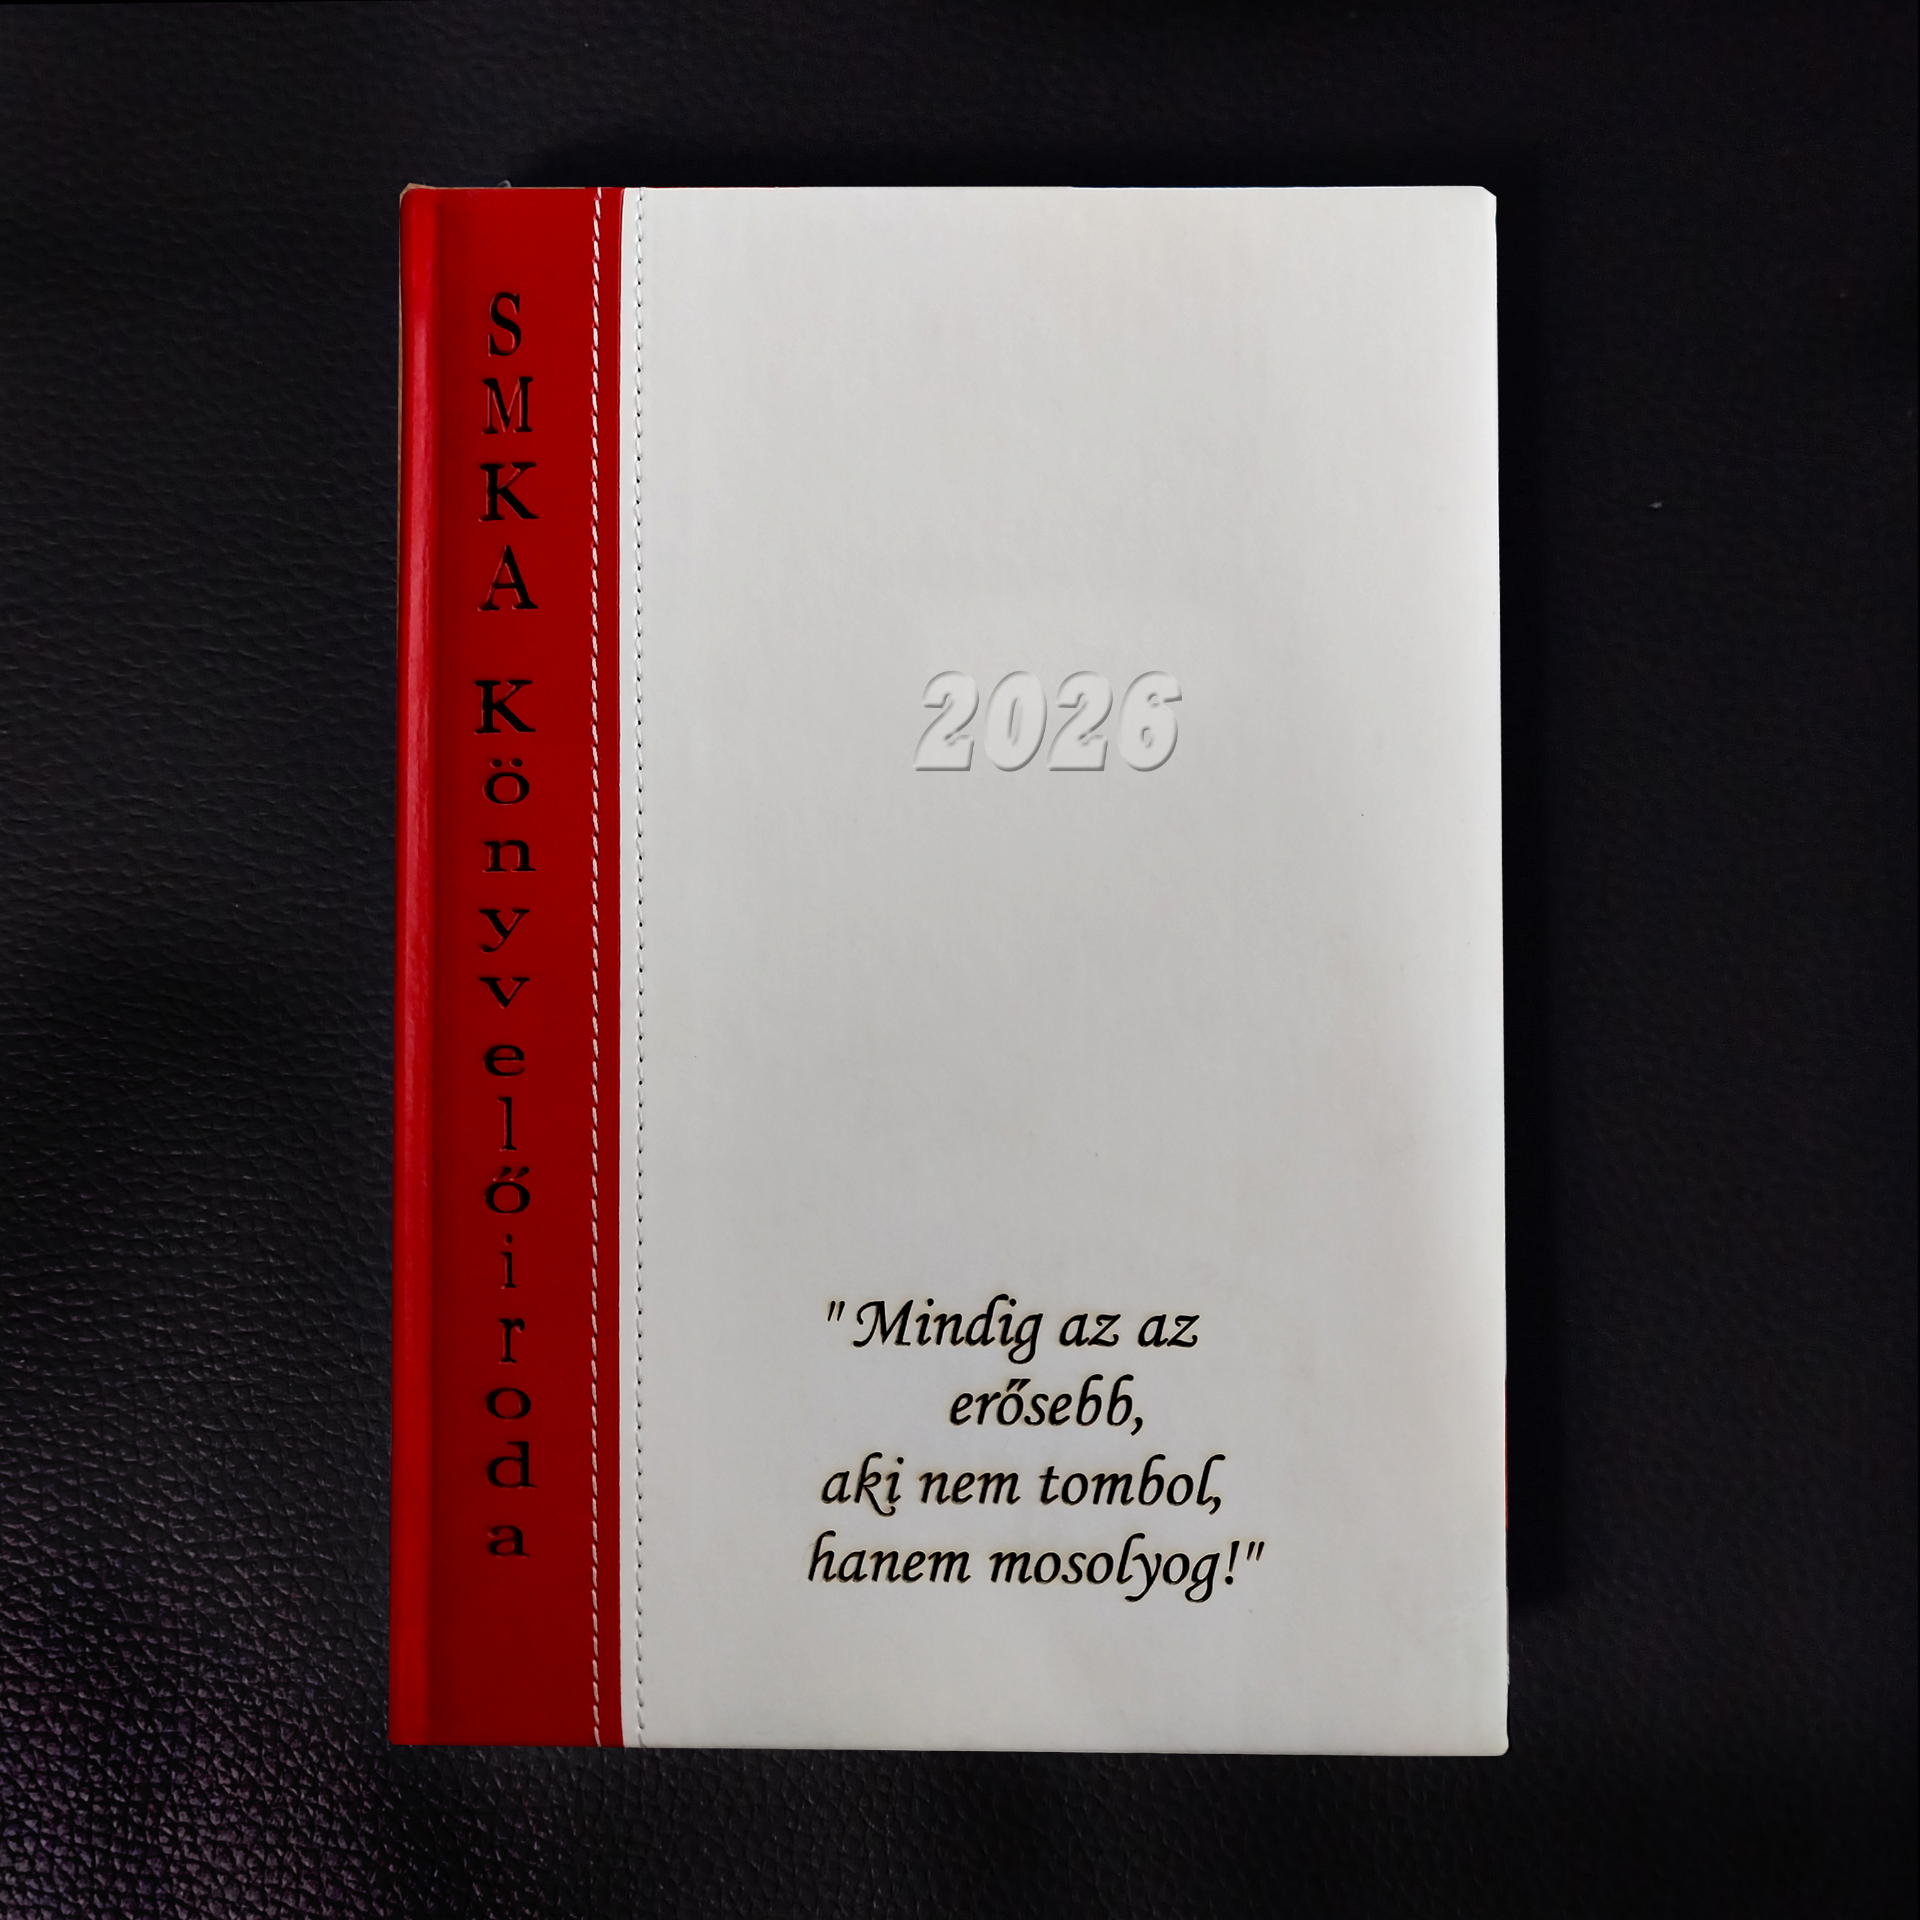 SMKA Könyvelőiroda
2026
"Mindig az az
erősebb,
aki nem tombol,
hanem mosolyog!"